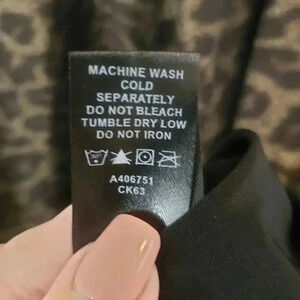 MACHINE WASH
COLD
SEPARATELY
DO NOT BLEACH
TUMBLE DRY LOW
DO NOT IRON
A406751
CK63